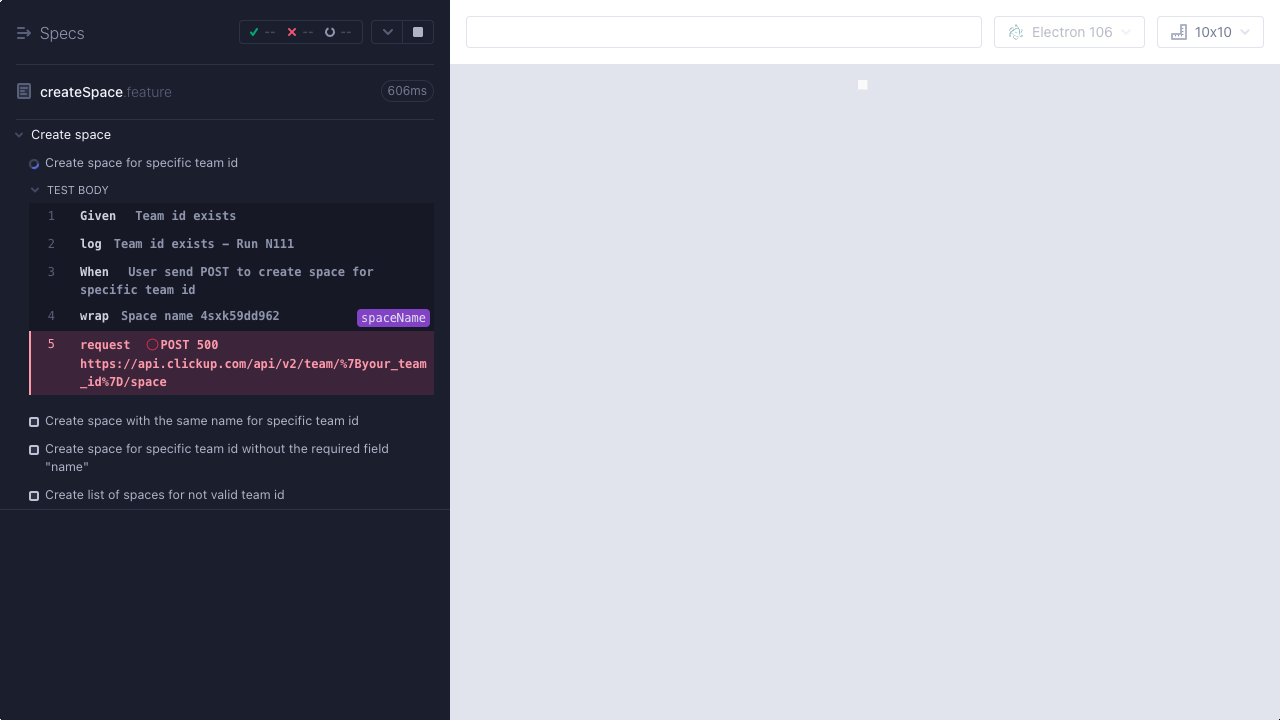 Specs
-- -- --
Electron 106
10x10
createSpace.feature
606ms
Create space
Create space for specific team id
TEST BODY
1 Given Team id exists
2 log Team id exists – Run N111
3 When User send POST to create space for
specific team id
4 wrap Space name 4sxk59dd962 spaceName
5 request POST 500
https://api.clickup.com/api/v2/team/%7Byour_team
_id%7D/space
Create space with the same name for specific team id
Create space for specific team id without the required field
"name"
Create list of spaces for not valid team id